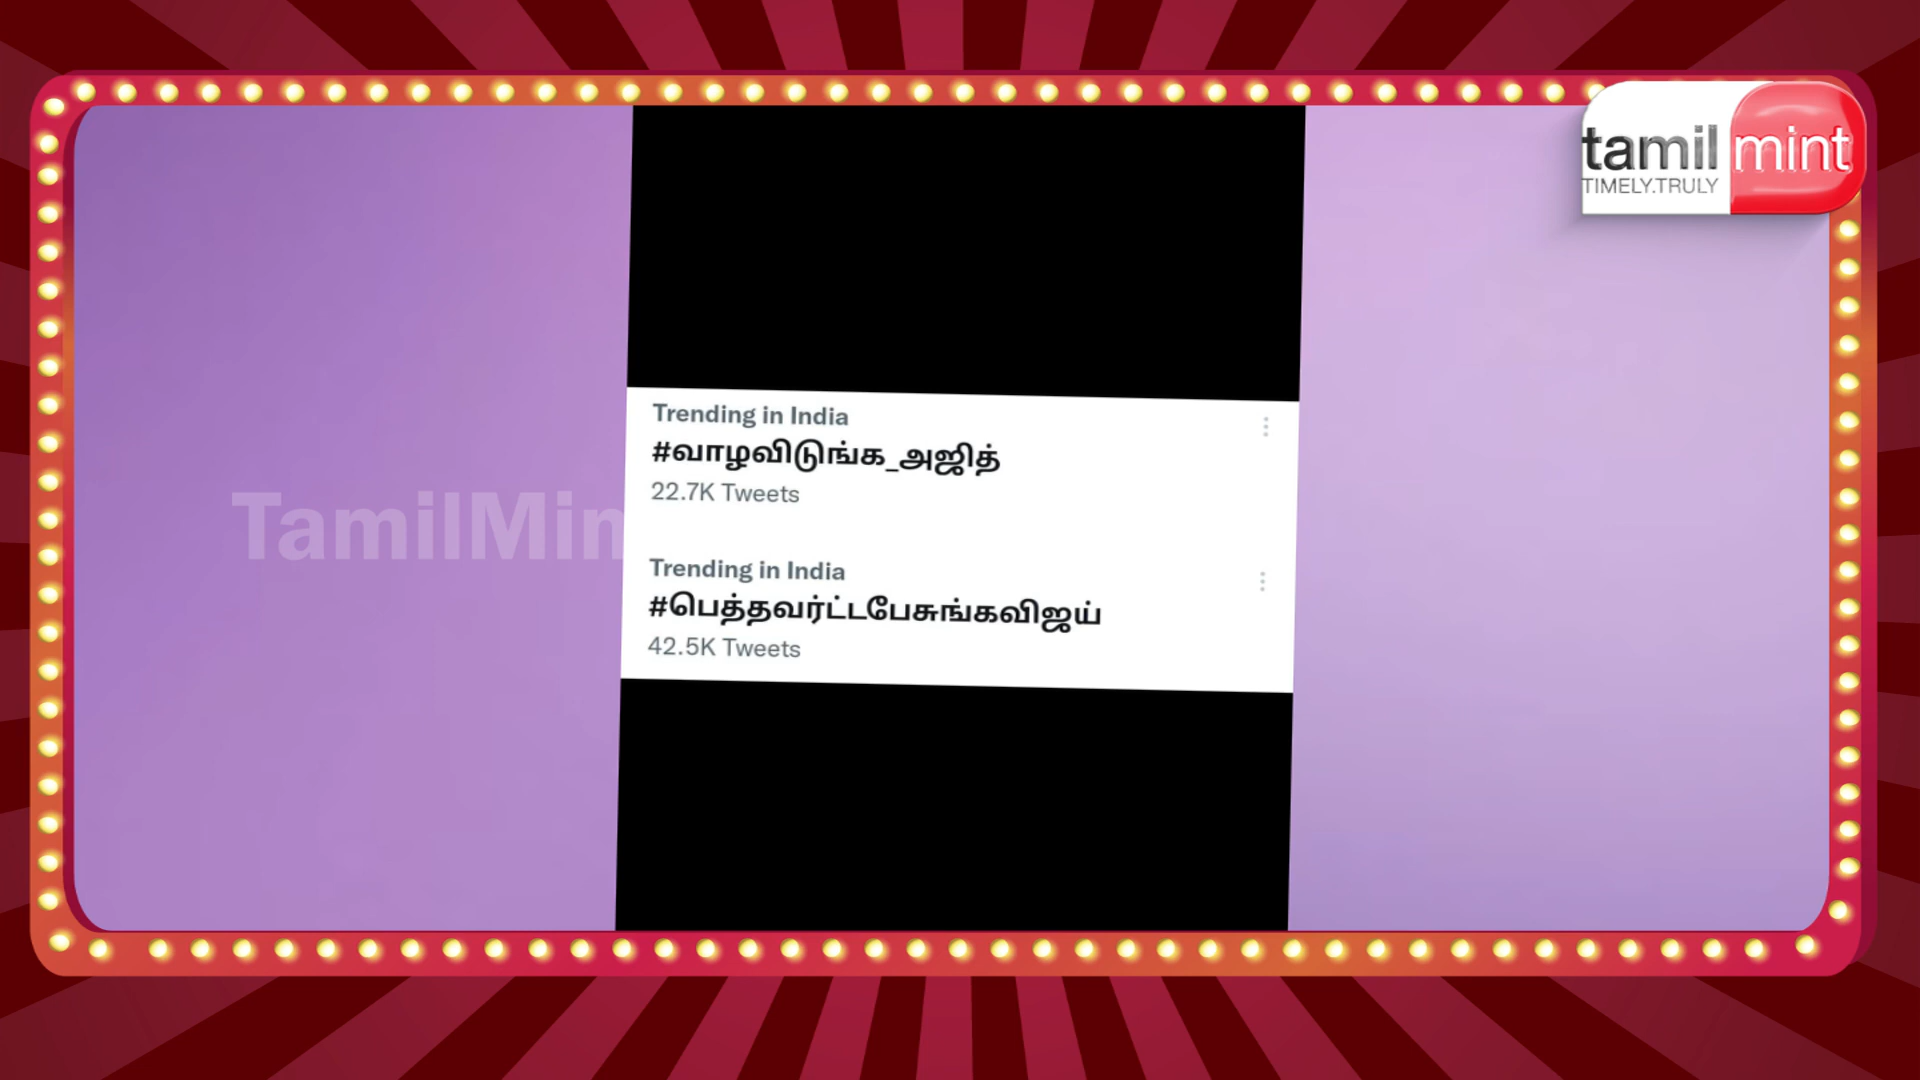 tamil mint
TIMELY.TRULY
Trending in India
#வாழவிடுங்க_அஜித்
22.7K Tweets
TamilMin
Trending in India
#பெத்தவர்ட்டபேசுங்கவிஜய்
42.5K Tweets